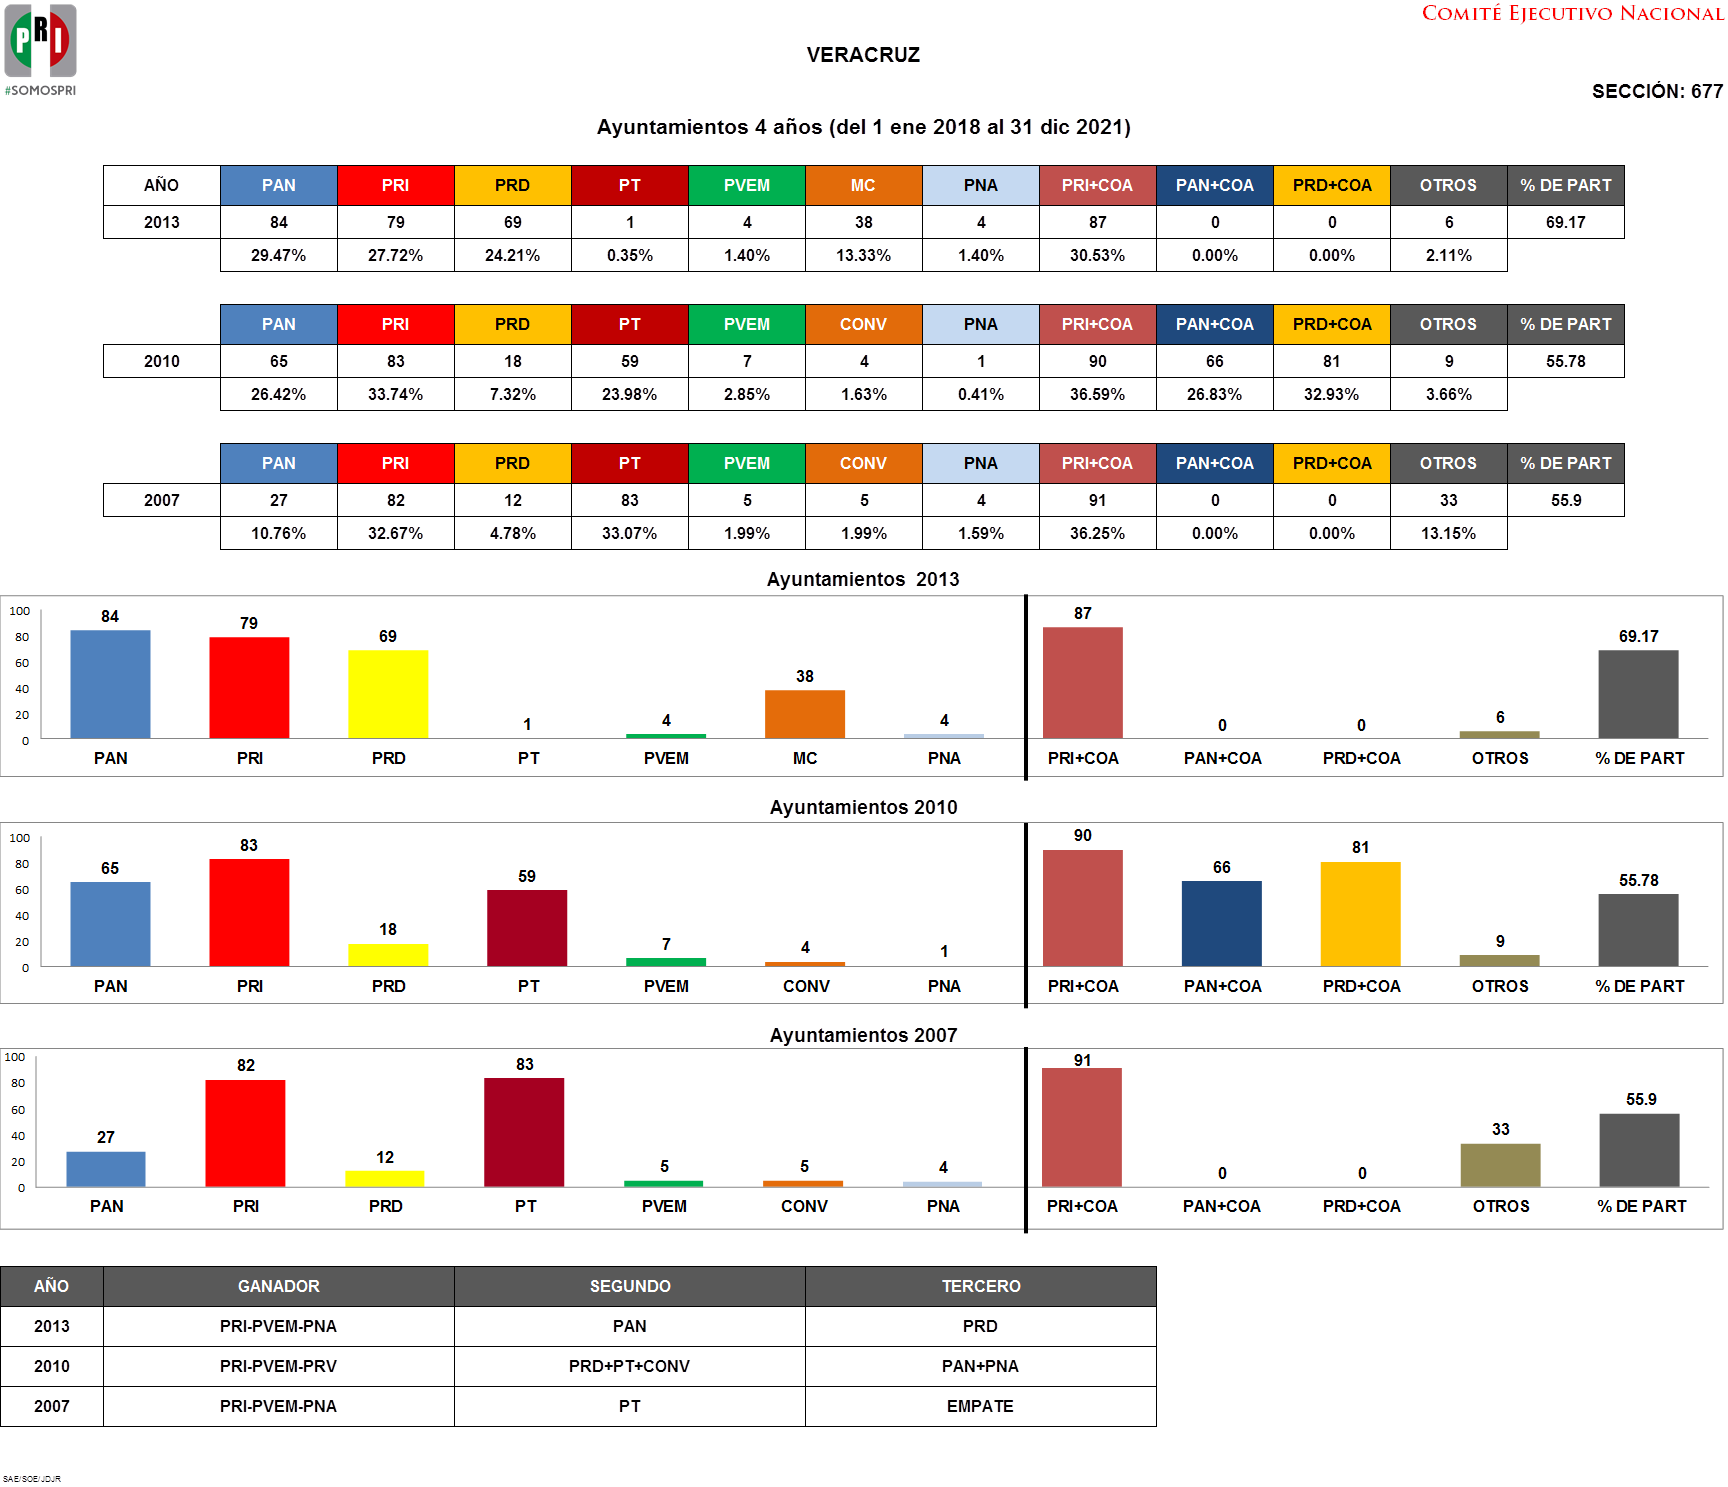 PRI
#SOMOSPRI
COMITÉ EJECUTIVO NACIONAL
VERACRUZ
SECCIÓN: 677
Ayuntamientos 4 años (del 1 ene 2018 al 31 dic 2021)
AÑO PAN PRI PRD PT PVEM MC PNA PRI+COA PAN+COA PRD+COA OTROS % DE PART
2013 84 79 69 1 4 38 4 87 0 0 6 69.17
29.47% 27.72% 24.21% 0.35% 1.40% 13.33% 1.40% 30.53% 0.00% 0.00% 2.11%
PAN PRI PRD PT PVEM CONV PNA PRI+COA PAN+COA PRD+COA OTROS % DE PART
2010 65 83 18 59 7 4 1 90 66 81 9 55.78
26.42% 33.74% 7.32% 23.98% 2.85% 1.63% 0.41% 36.59% 26.83% 32.93% 3.66%
PAN PRI PRD PT PVEM CONV PNA PRI+COA PAN+COA PRD+COA OTROS % DE PART
2007 27 82 12 83 5 5 4 91 0 0 33 55.9
10.76% 32.67% 4.78% 33.07% 1.99% 1.99% 1.59% 36.25% 0.00% 0.00% 13.15%
Ayuntamientos 2013
100
80
60
40
20
0
84 79 69 1 4 38 4 87 0 0 6 69.17
PAN PRI PRD PT PVEM MC PNA PRI+COA PAN+COA PRD+COA OTROS % DE PART
Ayuntamientos 2010
100
80
60
40
20
0
65 83 18 59 7 4 1 90 66 81 9 55.78
PAN PRI PRD PT PVEM CONV PNA PRI+COA PAN+COA PRD+COA OTROS % DE PART
Ayuntamientos 2007
100
80
60
40
20
0
27 82 12 83 5 5 4 91 0 0 33 55.9
PAN PRI PRD PT PVEM CONV PNA PRI+COA PAN+COA PRD+COA OTROS % DE PART
AÑO GANADOR SEGUNDO TERCERO
2013 PRI-PVEM-PNA PAN PRD
2010 PRI-PVEM-PRV PRD+PT+CONV PAN+PNA
2007 PRI-PVEM-PNA PT EMPATE
SAE/SOE/JDJR